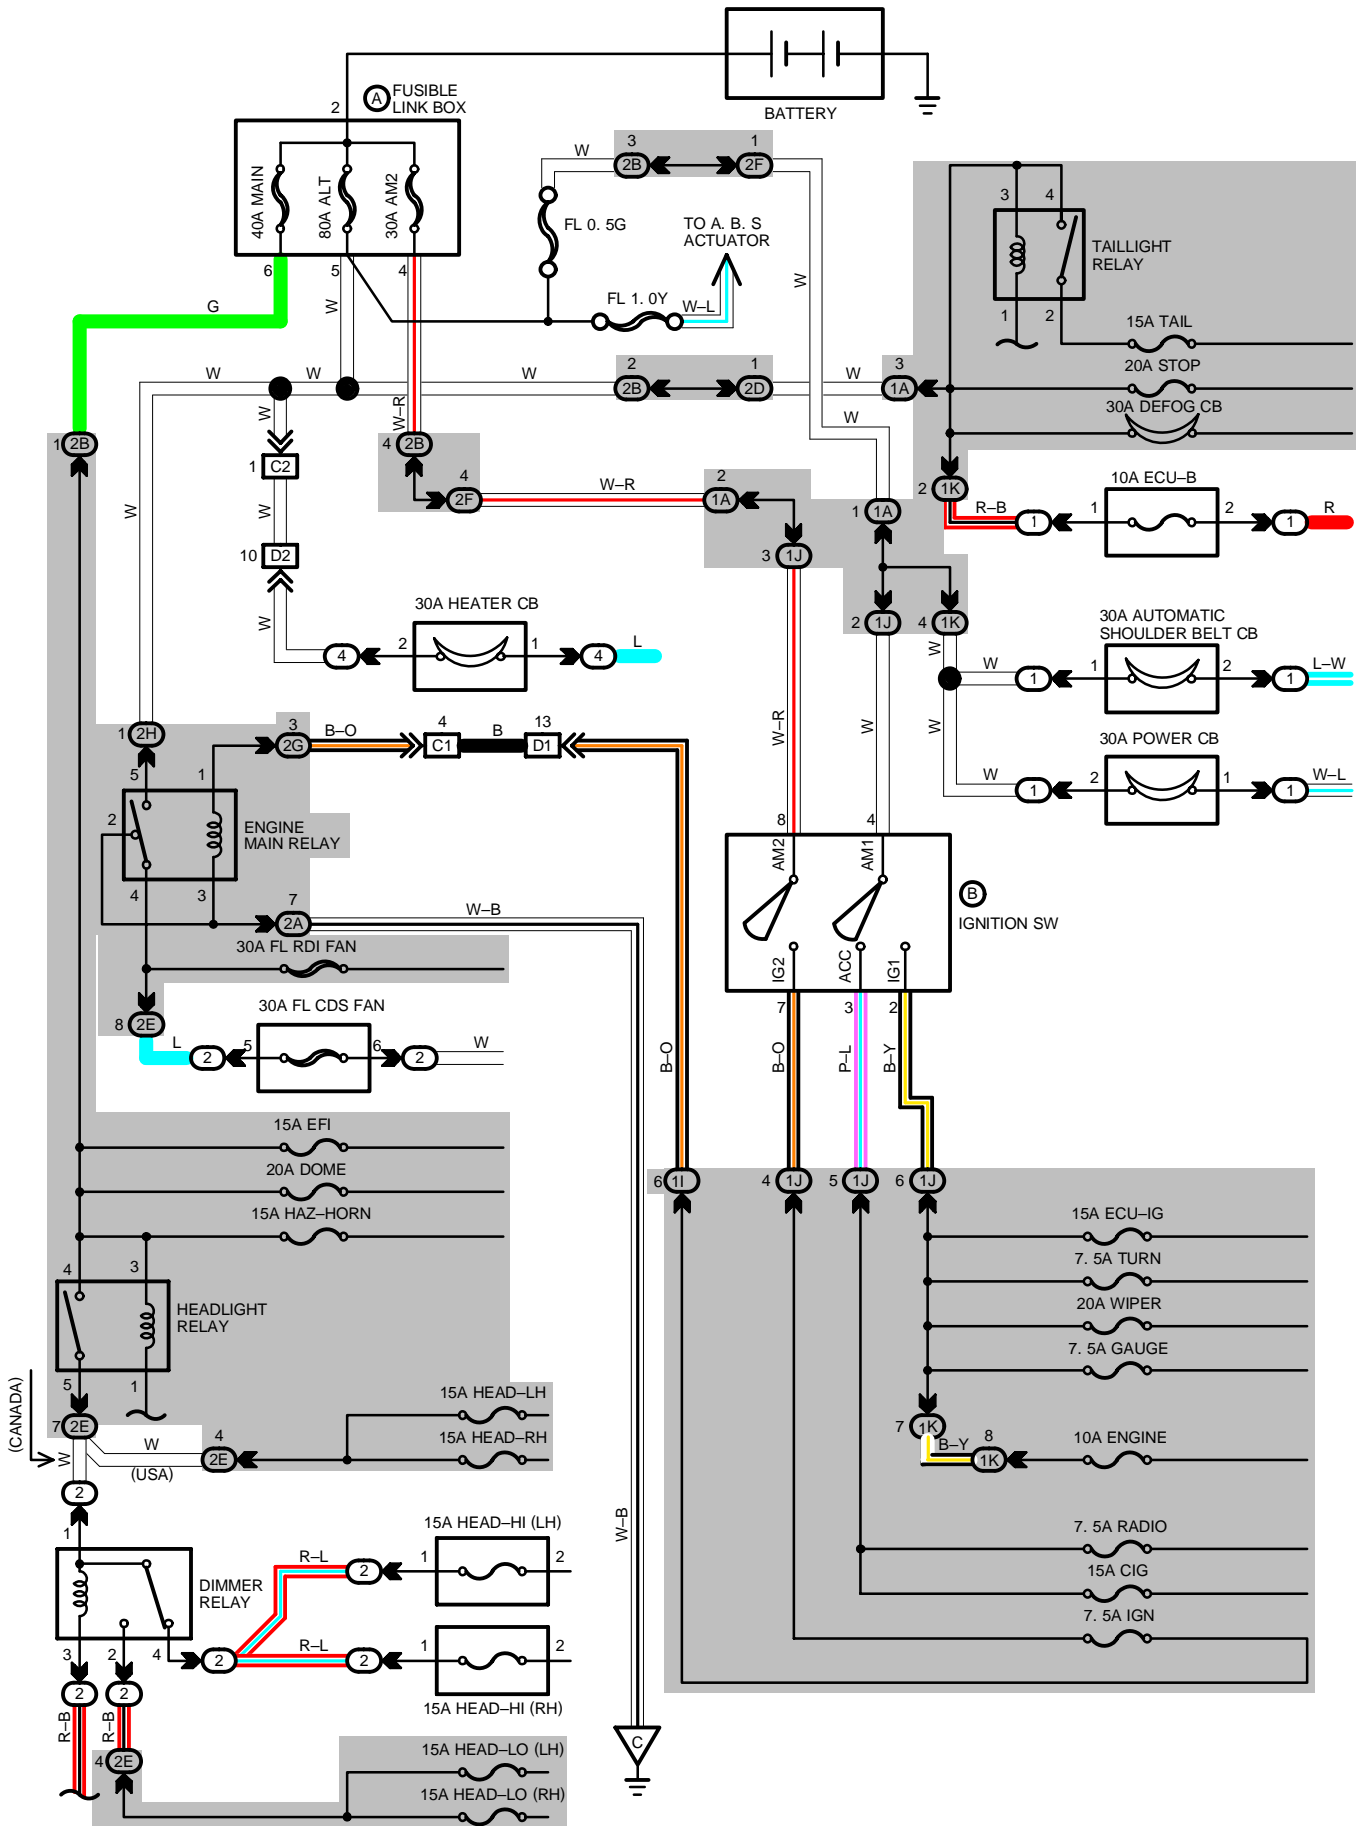 BATTERY
A FUSIBLE
LINK BOX
2
40A MAIN
80A ALT
30A AM2
6 5 4
G
W
W–R
W
3 1
2B 2F
FL 0. 5G
TO A. B. S
ACTUATOR
FL 1. 0Y
W–L
W
3 4
TAILLIGHT
RELAY
1 2
15A TAIL
20A STOP
30A DEFOG CB
W W W
2 1
2B 2D
W
3
1A
W
1 2B
W
1 C2
W
10 D2
W
W
4 2B
4
2F
W–R
2
1A
3 1J
1 1A
2 1J
4 1K
2 1K
R–B
1
10A ECU–B
1 2
1
R
30A HEATER CB
4 2 1 4
L
W
W
W
1
30A AUTOMATIC
SHOULDER BELT CB
1 2
1
L–W
W
1
30A POWER CB
2 1
1
W–L
W–R
W
1 2H
3
2G
B–O
4
C1
B
13
D1
5 1
2
ENGINE
MAIN RELAY
4 3
7
2A
W–B
8 4
AM2 AM1
B
IGNITION SW
IG2 ACC IG1
7 3 2
B–O
B–O
P–L
B–Y
30A FL RDI FAN
8 2E
L
2
30A FL CDS FAN
5 6
2
W
15A EFI
20A DOME
15A HAZ–HORN
6 1I
4 1J
5 1J
6 1J
15A ECU–IG
7. 5A TURN
20A WIPER
7. 5A GAUGE
4 3
HEADLIGHT
RELAY
5 1
(CANADA)
7 2E
W
W
(USA)
4
2E
15A HEAD–LH
15A HEAD–RH
7 1K
B–Y
8
1K
10A ENGINE
2
1
DIMMER
RELAY
3 2 4
2
R–L
2
15A HEAD–HI (LH)
1 2
R–L
2
1 2
15A HEAD–HI (RH)
W–B
7. 5A RADIO
15A CIG
7. 5A IGN
2 2
R–B
R–B
4 2E
15A HEAD–LO (LH)
15A HEAD–LO (RH)
C